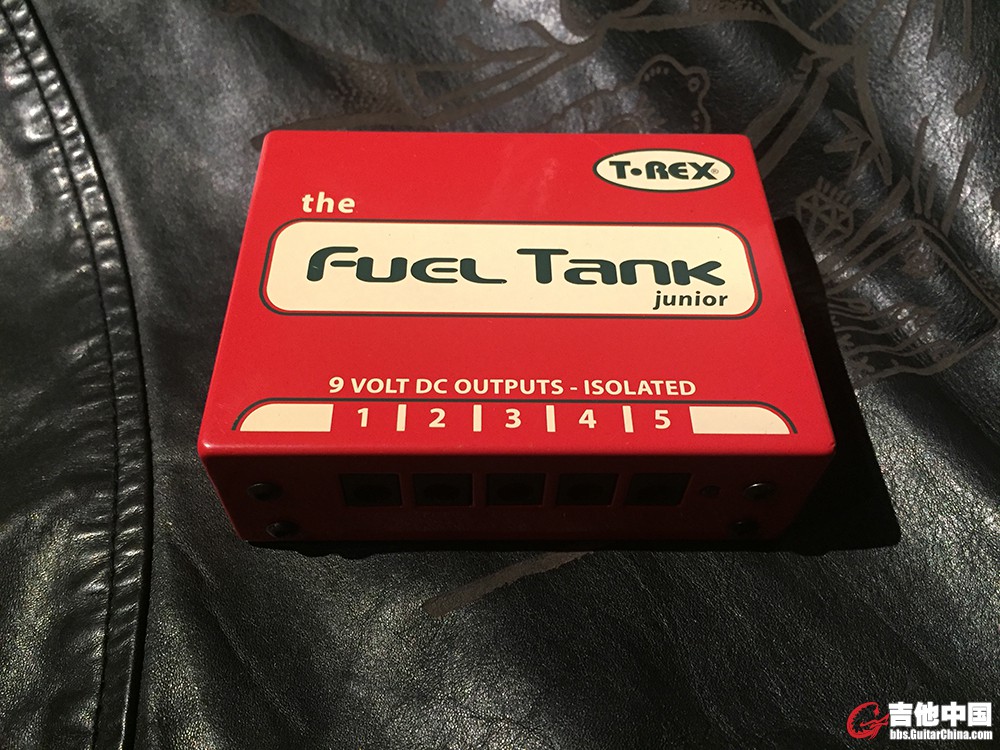 T·REX®
the
Fuel Tank
junior
9 VOLT DC OUTPUTS - ISOLATED
1 | 2 | 3 | 4 | 5
吉他中国
bbs.GuitarChina.com